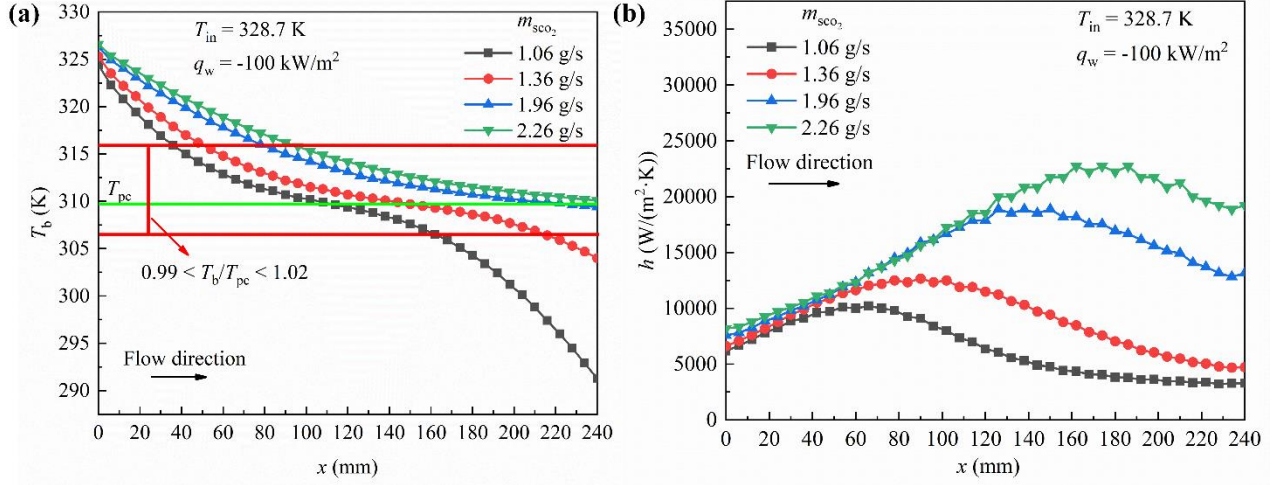 (a)
T_in = 328.7 K
q_w = -100 kW/m²
m_sco₂
1.06 g/s
1.36 g/s
1.96 g/s
2.26 g/s
330
325
320
315
310
305
300
295
290
T_b (K)
T_pc
0.99 < T_b/T_pc < 1.02
Flow direction
0 20 40 60 80 100 120 140 160 180 200 220 240
x (mm)
(b)
m_sco₂
1.06 g/s
1.36 g/s
1.96 g/s
2.26 g/s
T_in = 328.7 K
q_w = -100 kW/m²
Flow direction
35000
30000
25000
20000
15000
10000
5000
0
h (W/(m²·K))
0 20 40 60 80 100 120 140 160 180 200 220 240
x (mm)